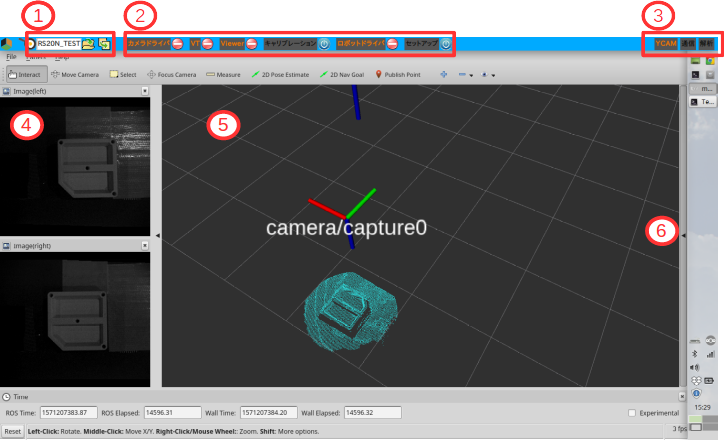 1
2
3
RS20N_TEST
カメラドライバ VT Viewer キャリブレーション ロボットドライバ セットアップ
YCAM 通信 解析
File Panels Help
Interact Move Camera Select Focus Camera Measure 2D Pose Estimate 2D Nav Goal Publish Point
m...
Te...
Image(left)
4
5
camera/capture0
6
Image(right)
Time
ROS Time: 1571207383.87 ROS Elapsed: 14596.31 Wall Time: 1571207384.20 Wall Elapsed: 14596.32 Experimental
15:29
Reset Left-Click: Rotate. Middle-Click: Move X/Y. Right-Click/Mouse Wheel:: Zoom. Shift: More options. 3 fps